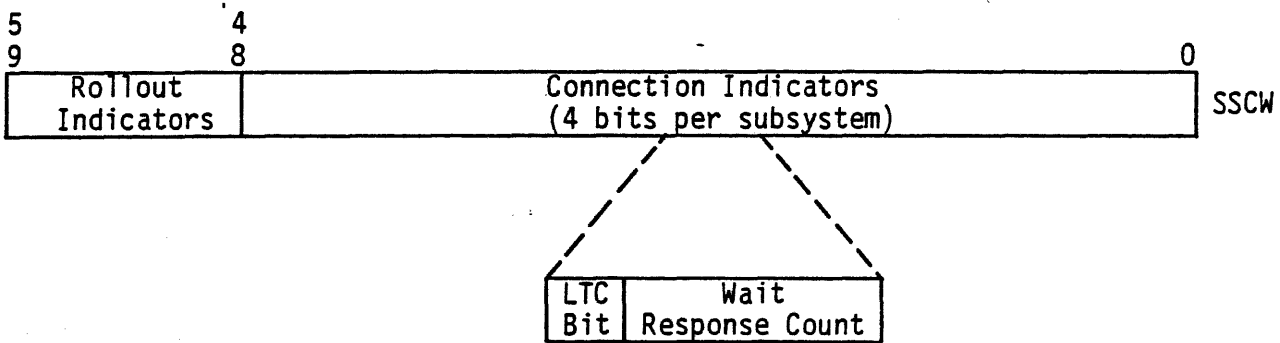 5 4
9 8 0
Rollout Connection Indicators
Indicators (4 bits per subsystem) SSCW
LTC Wait
Bit Response Count